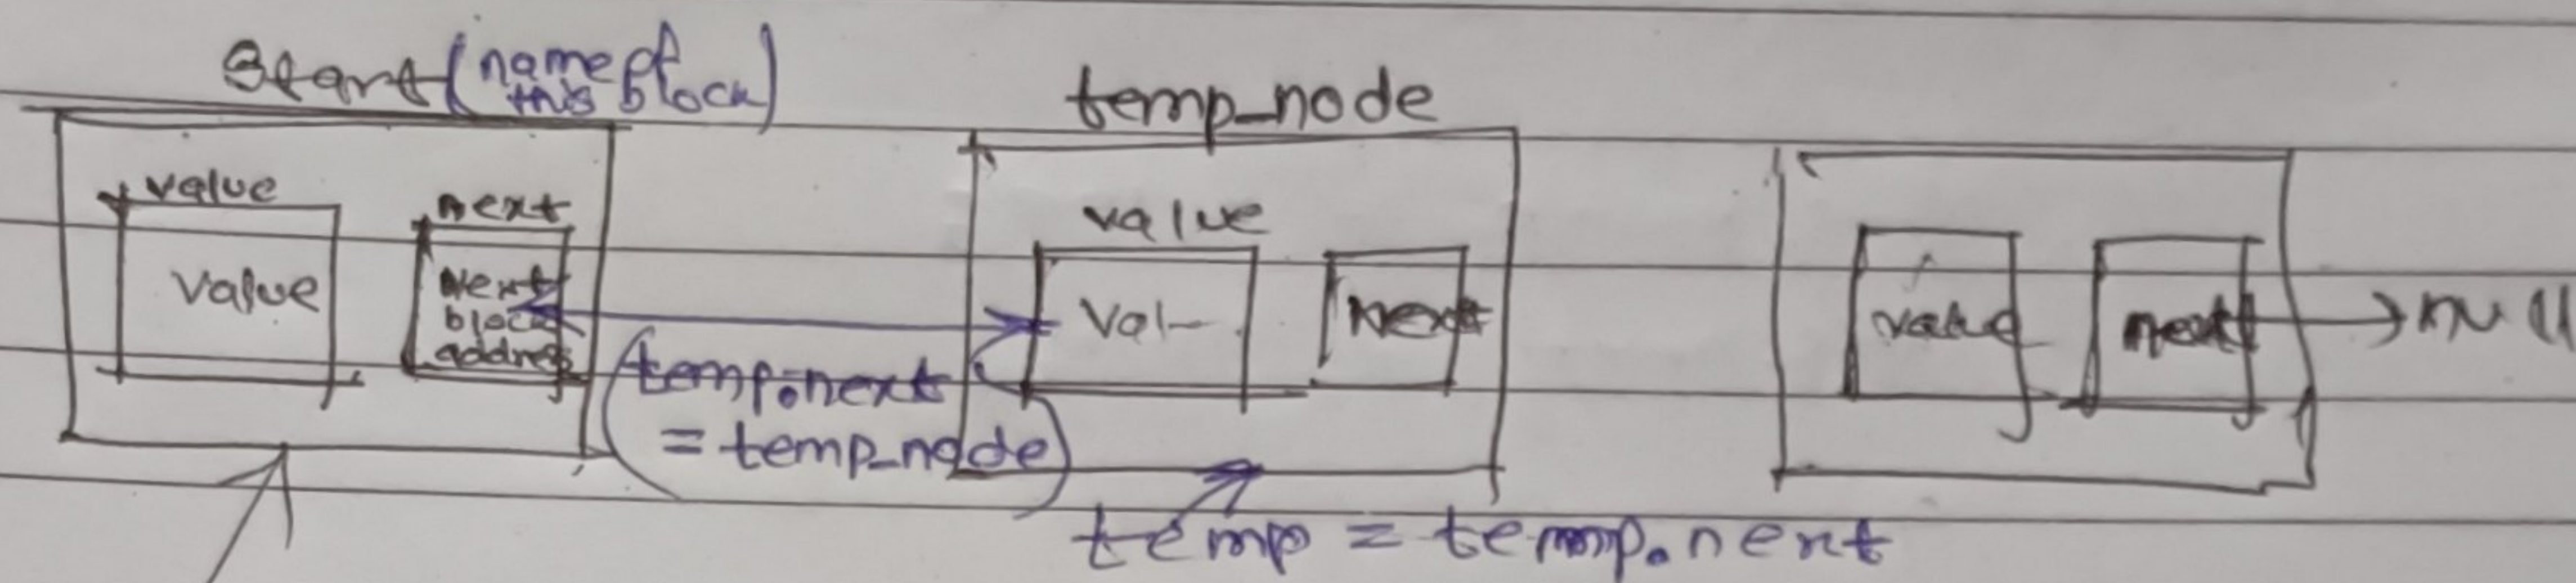 Start(name of this block)
temp_node
value
next
value
Next
block
address
value
Val
Next
value
next
null
temp.next
= temp_node
temp = temp.next